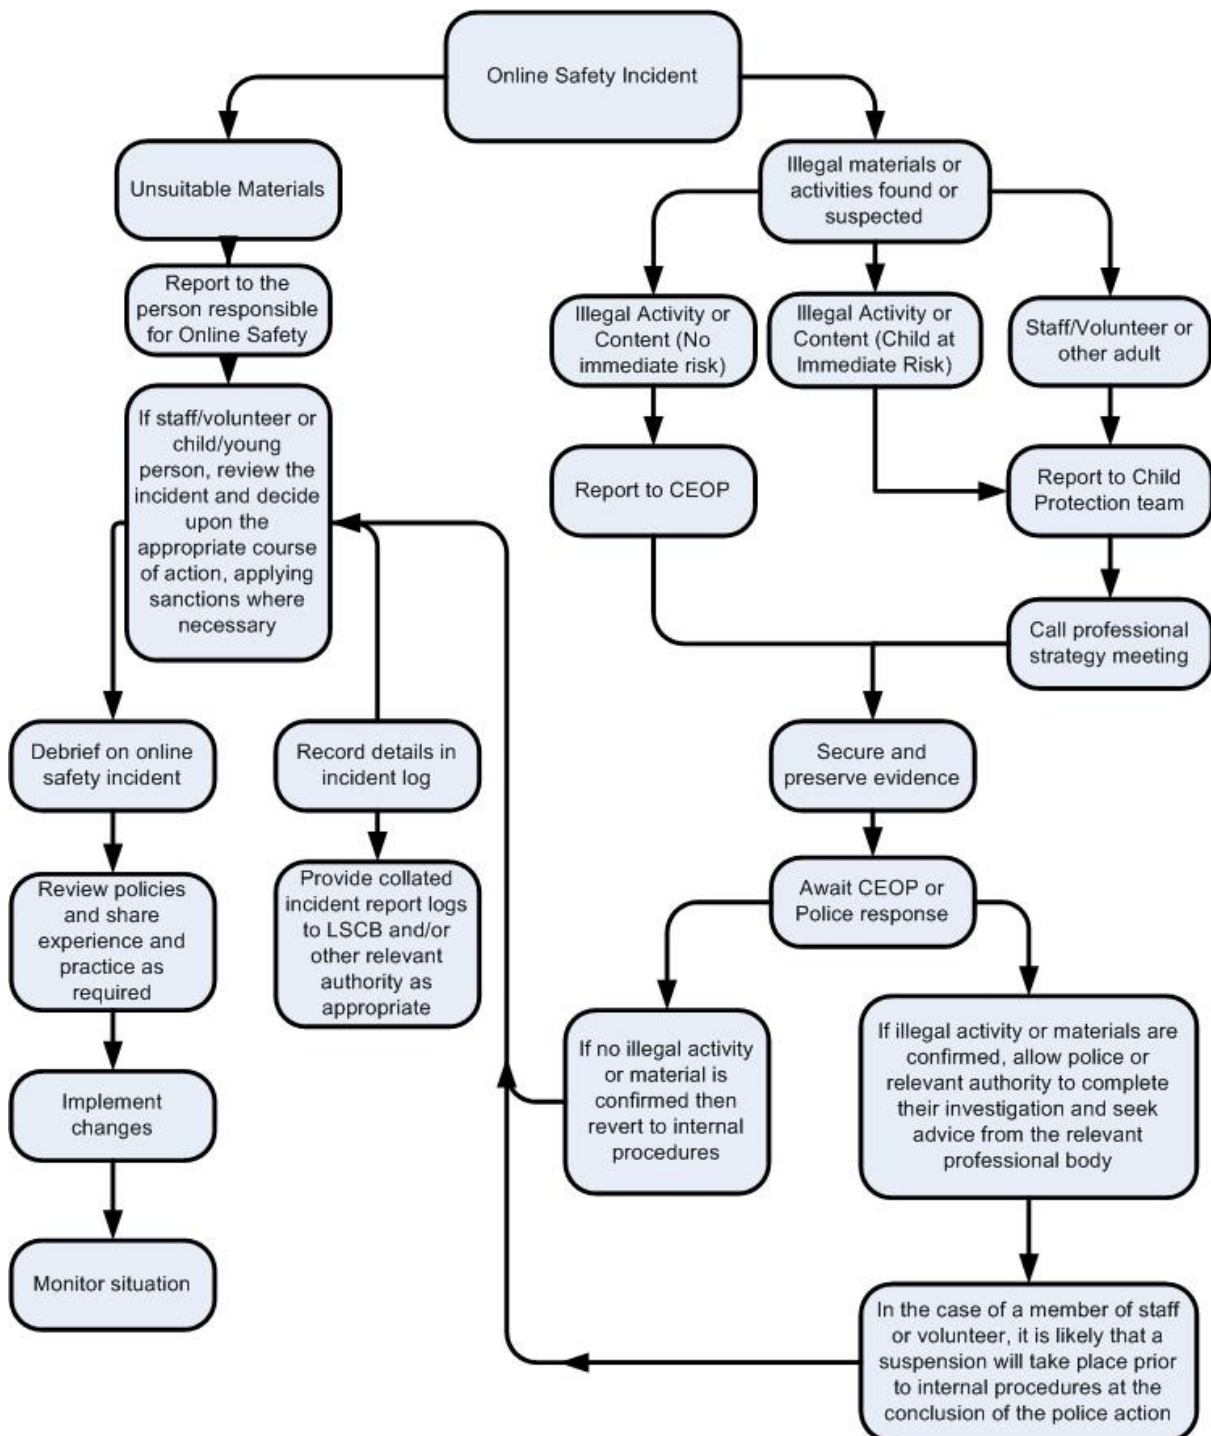 Online Safety Incident
Unsuitable Materials
Illegal materials or
activities found or
suspected
Report to the
person responsible
for Online Safety
Illegal Activity or
Content (No
immediate risk)
Illegal Activity or
Content (Child at
Immediate Risk)
Staff/Volunteer or
other adult
If staff/volunteer or
child/young
person, review the
incident and decide
upon the
appropriate course
of action, applying
sanctions where
necessary
Report to CEOP
Report to Child
Protection team
Call professional
strategy meeting
Debrief on online
safety incident
Record details in
incident log
Secure and
preserve evidence
Review policies
and share
experience and
practice as
required
Provide collated
incident report logs
to LSCB and/or
other relevant
authority as
appropriate
Await CEOP or
Police response
If no illegal activity
or material is
confirmed then
revert to internal
procedures
If illegal activity or materials are
confirmed, allow police or
relevant authority to complete
their investigation and seek
advice from the relevant
professional body
Implement
changes
Monitor situation
In the case of a member of staff
or volunteer, it is likely that a
suspension will take place prior
to internal procedures at the
conclusion of the police action